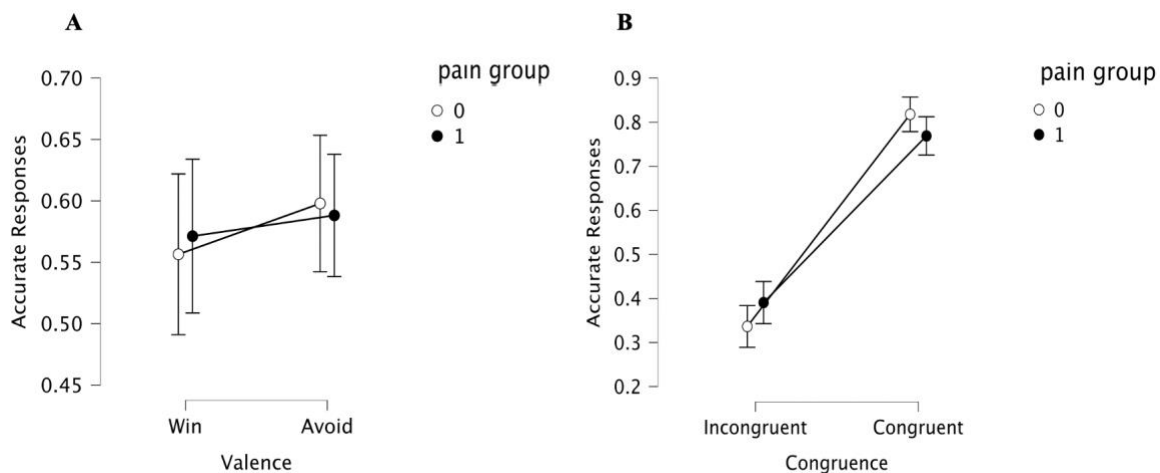 A
pain group
0
1
0.70
0.65
0.60
0.55
0.50
0.45
Accurate Responses
Win
Avoid
Valence
B
pain group
0
1
0.9
0.8
0.7
0.6
0.5
0.4
0.3
0.2
Accurate Responses
Incongruent
Congruent
Congruence